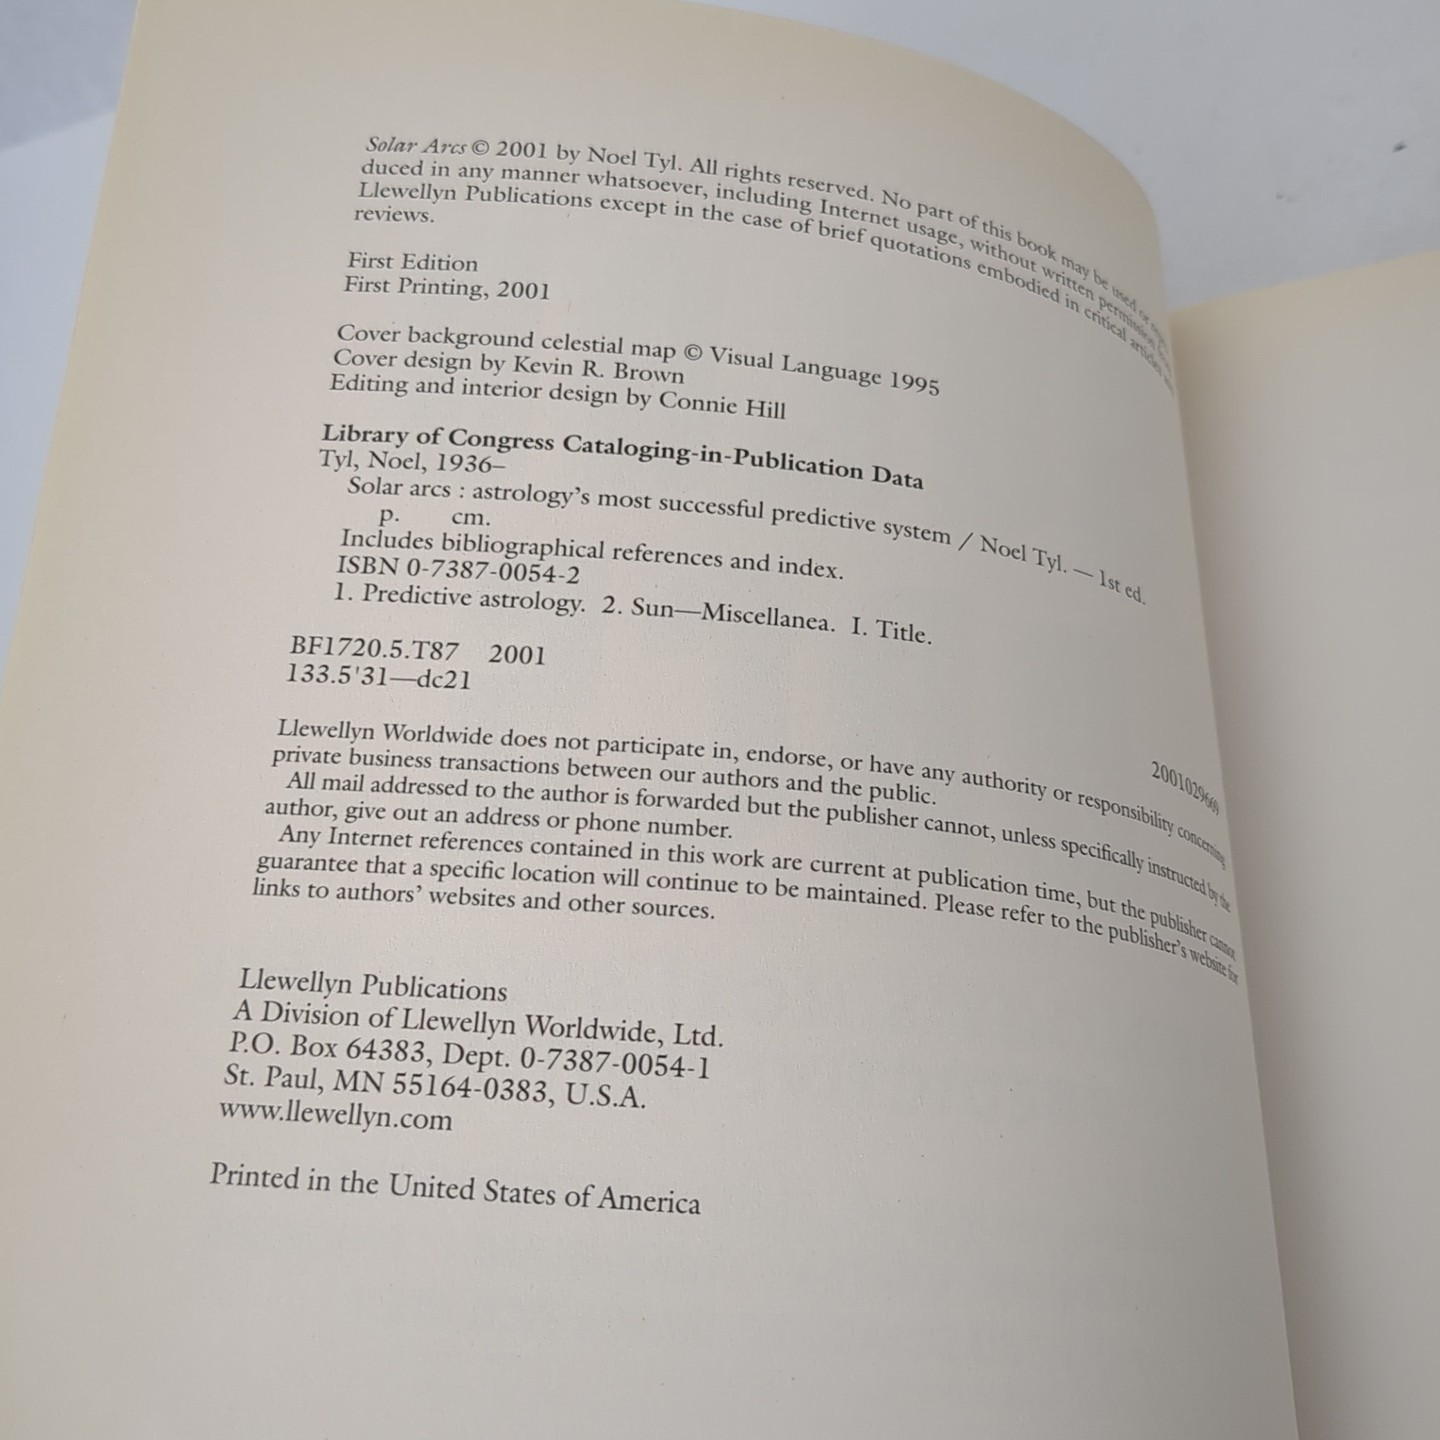 Solar Arcs © 2001 by Noel Tyl. All rights reserved. No part of this book may be used or repro-
duced in any manner whatsoever, including Internet usage, without written permission from
Llewellyn Publications except in the case of brief quotations embodied in critical articles and
reviews.
First Edition
First Printing, 2001
Cover background celestial map © Visual Language 1995
Cover design by Kevin R. Brown
Editing and interior design by Connie Hill
Library of Congress Cataloging-in-Publication Data
Tyl, Noel, 1936–
Solar arcs : astrology's most successful predictive system / Noel Tyl. — 1st ed.
p. cm.
Includes bibliographical references and index.
ISBN 0-7387-0054-2
1. Predictive astrology. 2. Sun—Miscellanea. I. Title.
BF1720.5.T87 2001
133.5'31—dc21
2001029669
Llewellyn Worldwide does not participate in, endorse, or have any authority or responsibility concerning
private business transactions between our authors and the public.
All mail addressed to the author is forwarded but the publisher cannot, unless specifically instructed by the
author, give out an address or phone number.
Any Internet references contained in this work are current at publication time, but the publisher cannot
guarantee that a specific location will continue to be maintained. Please refer to the publisher's website for
links to authors' websites and other sources.
Llewellyn Publications
A Division of Llewellyn Worldwide, Ltd.
P.O. Box 64383, Dept. 0-7387-0054-1
St. Paul, MN 55164-0383, U.S.A.
www.llewellyn.com
Printed in the United States of America